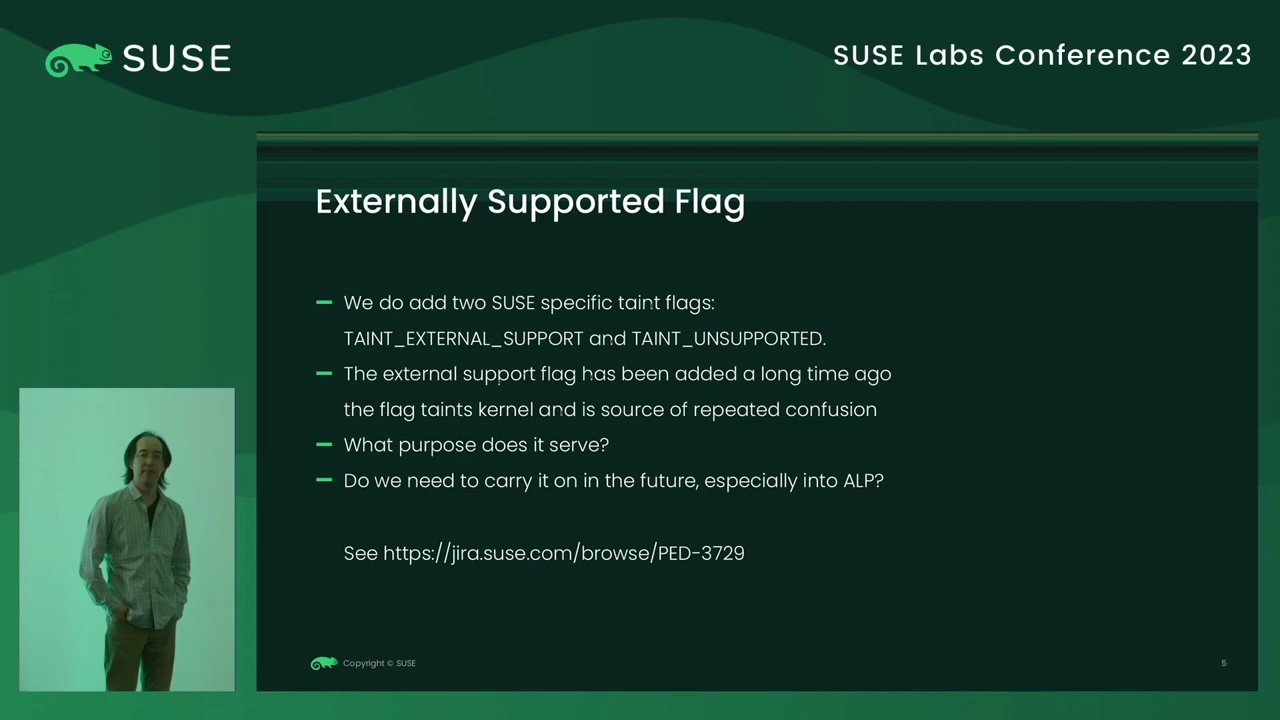 SUSE
SUSE Labs Conference 2023
Externally Supported Flag
We do add two SUSE specific taint flags:
TAINT_EXTERNAL_SUPPORT and TAINT_UNSUPPORTED.
The external support flag has been added a long time ago
the flag taints kernel and is source of repeated confusion
What purpose does it serve?
Do we need to carry it on in the future, especially into ALP?
See https://jira.suse.com/browse/PED-3729
Copyright © SUSE
5